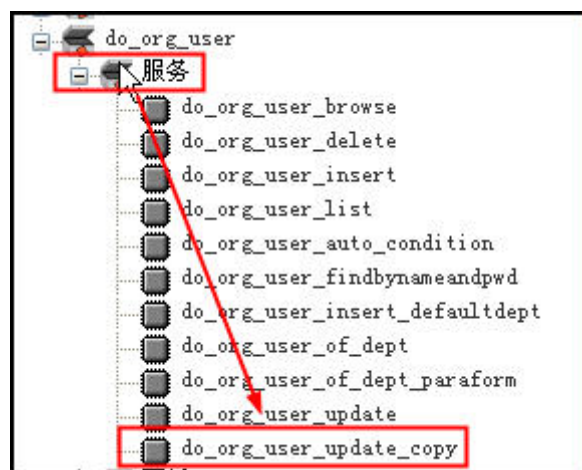 do_org_user
服务
do_org_user_browse
do_org_user_delete
do_org_user_insert
do_org_user_list
do_org_user_auto_condition
do_org_user_findbynameandpwd
do_org_user_insert_defaultdept
do_org_user_of_dept
do_org_user_of_dept_paraform
do_org_user_update
do_org_user_update_copy